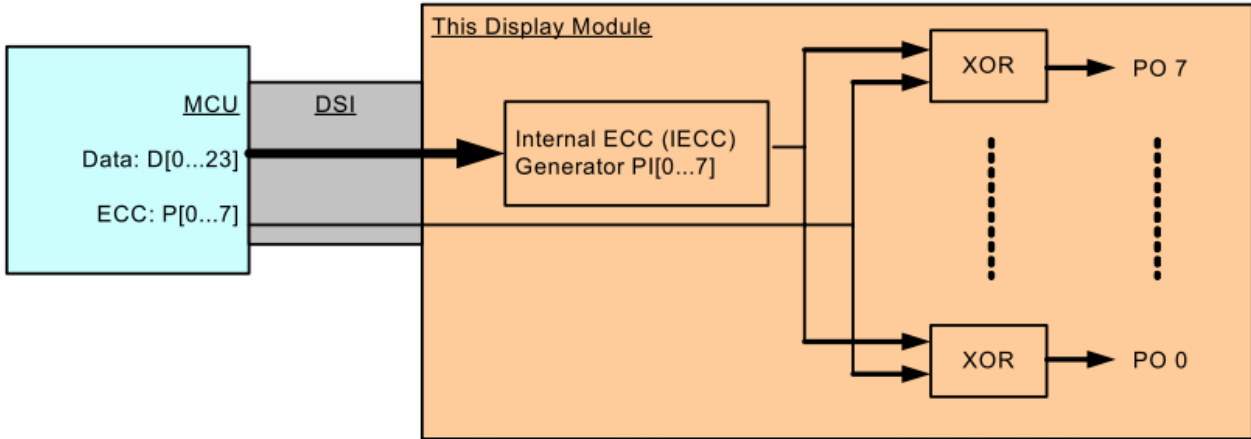 This Display Module
MCU
DSI
Data: D[0...23]
ECC: P[0...7]
Internal ECC (IECC)
Generator PI[0...7]
XOR
PO 7
XOR
PO 0